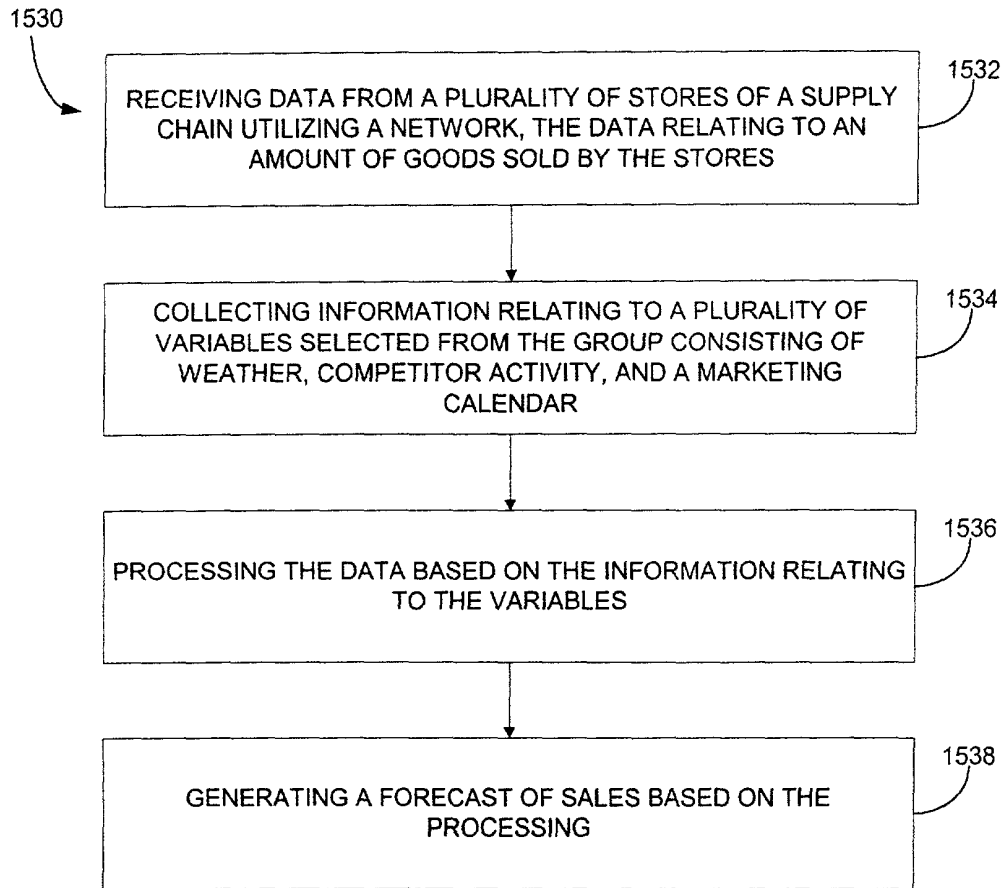 1530
1532
RECEIVING DATA FROM A PLURALITY OF STORES OF A SUPPLY
CHAIN UTILIZING A NETWORK, THE DATA RELATING TO AN
AMOUNT OF GOODS SOLD BY THE STORES
1534
COLLECTING INFORMATION RELATING TO A PLURALITY OF
VARIABLES SELECTED FROM THE GROUP CONSISTING OF
WEATHER, COMPETITOR ACTIVITY, AND A MARKETING
CALENDAR
1536
PROCESSING THE DATA BASED ON THE INFORMATION RELATING
TO THE VARIABLES
1538
GENERATING A FORECAST OF SALES BASED ON THE
PROCESSING